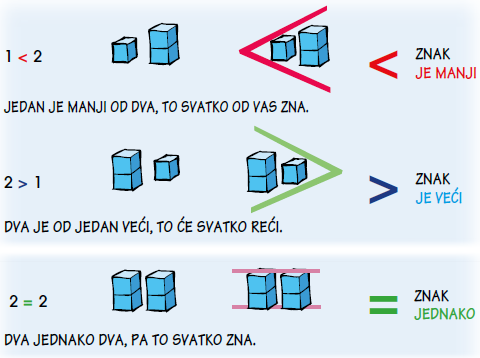 1 < 2
< ZNAK
JE MANJI
JEDAN JE MANJI OD DVA, TO SVATKO OD VAS ZNA.
2 > 1
> ZNAK
JE VEĆI
DVA JE OD JEDAN VEĆI, TO ĆE SVATKO REĆI.
2 = 2
= ZNAK
JEDNAKO
DVA JEDNAKO DVA, PA TO SVATKO ZNA.